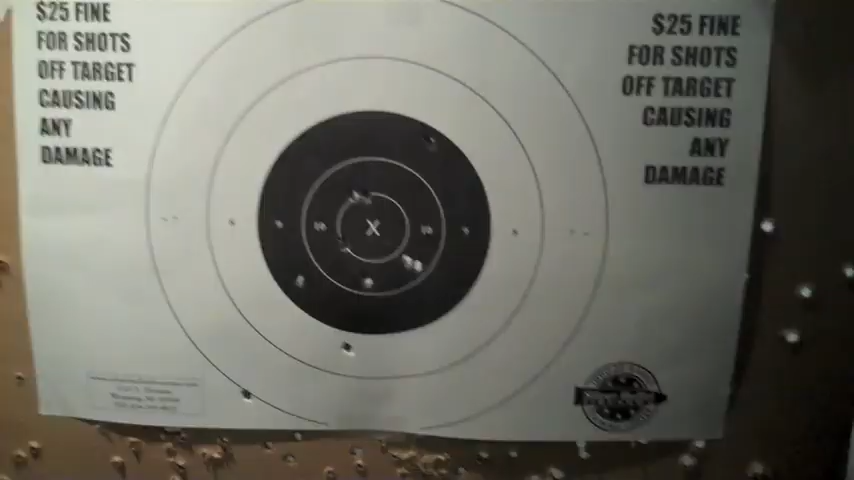 $25 FINE
FOR SHOTS
OFF TARGET
CAUSING
ANY
DAMAGE
$25 FINE
FOR SHOTS
OFF TARGET
CAUSING
ANY
DAMAGE
X